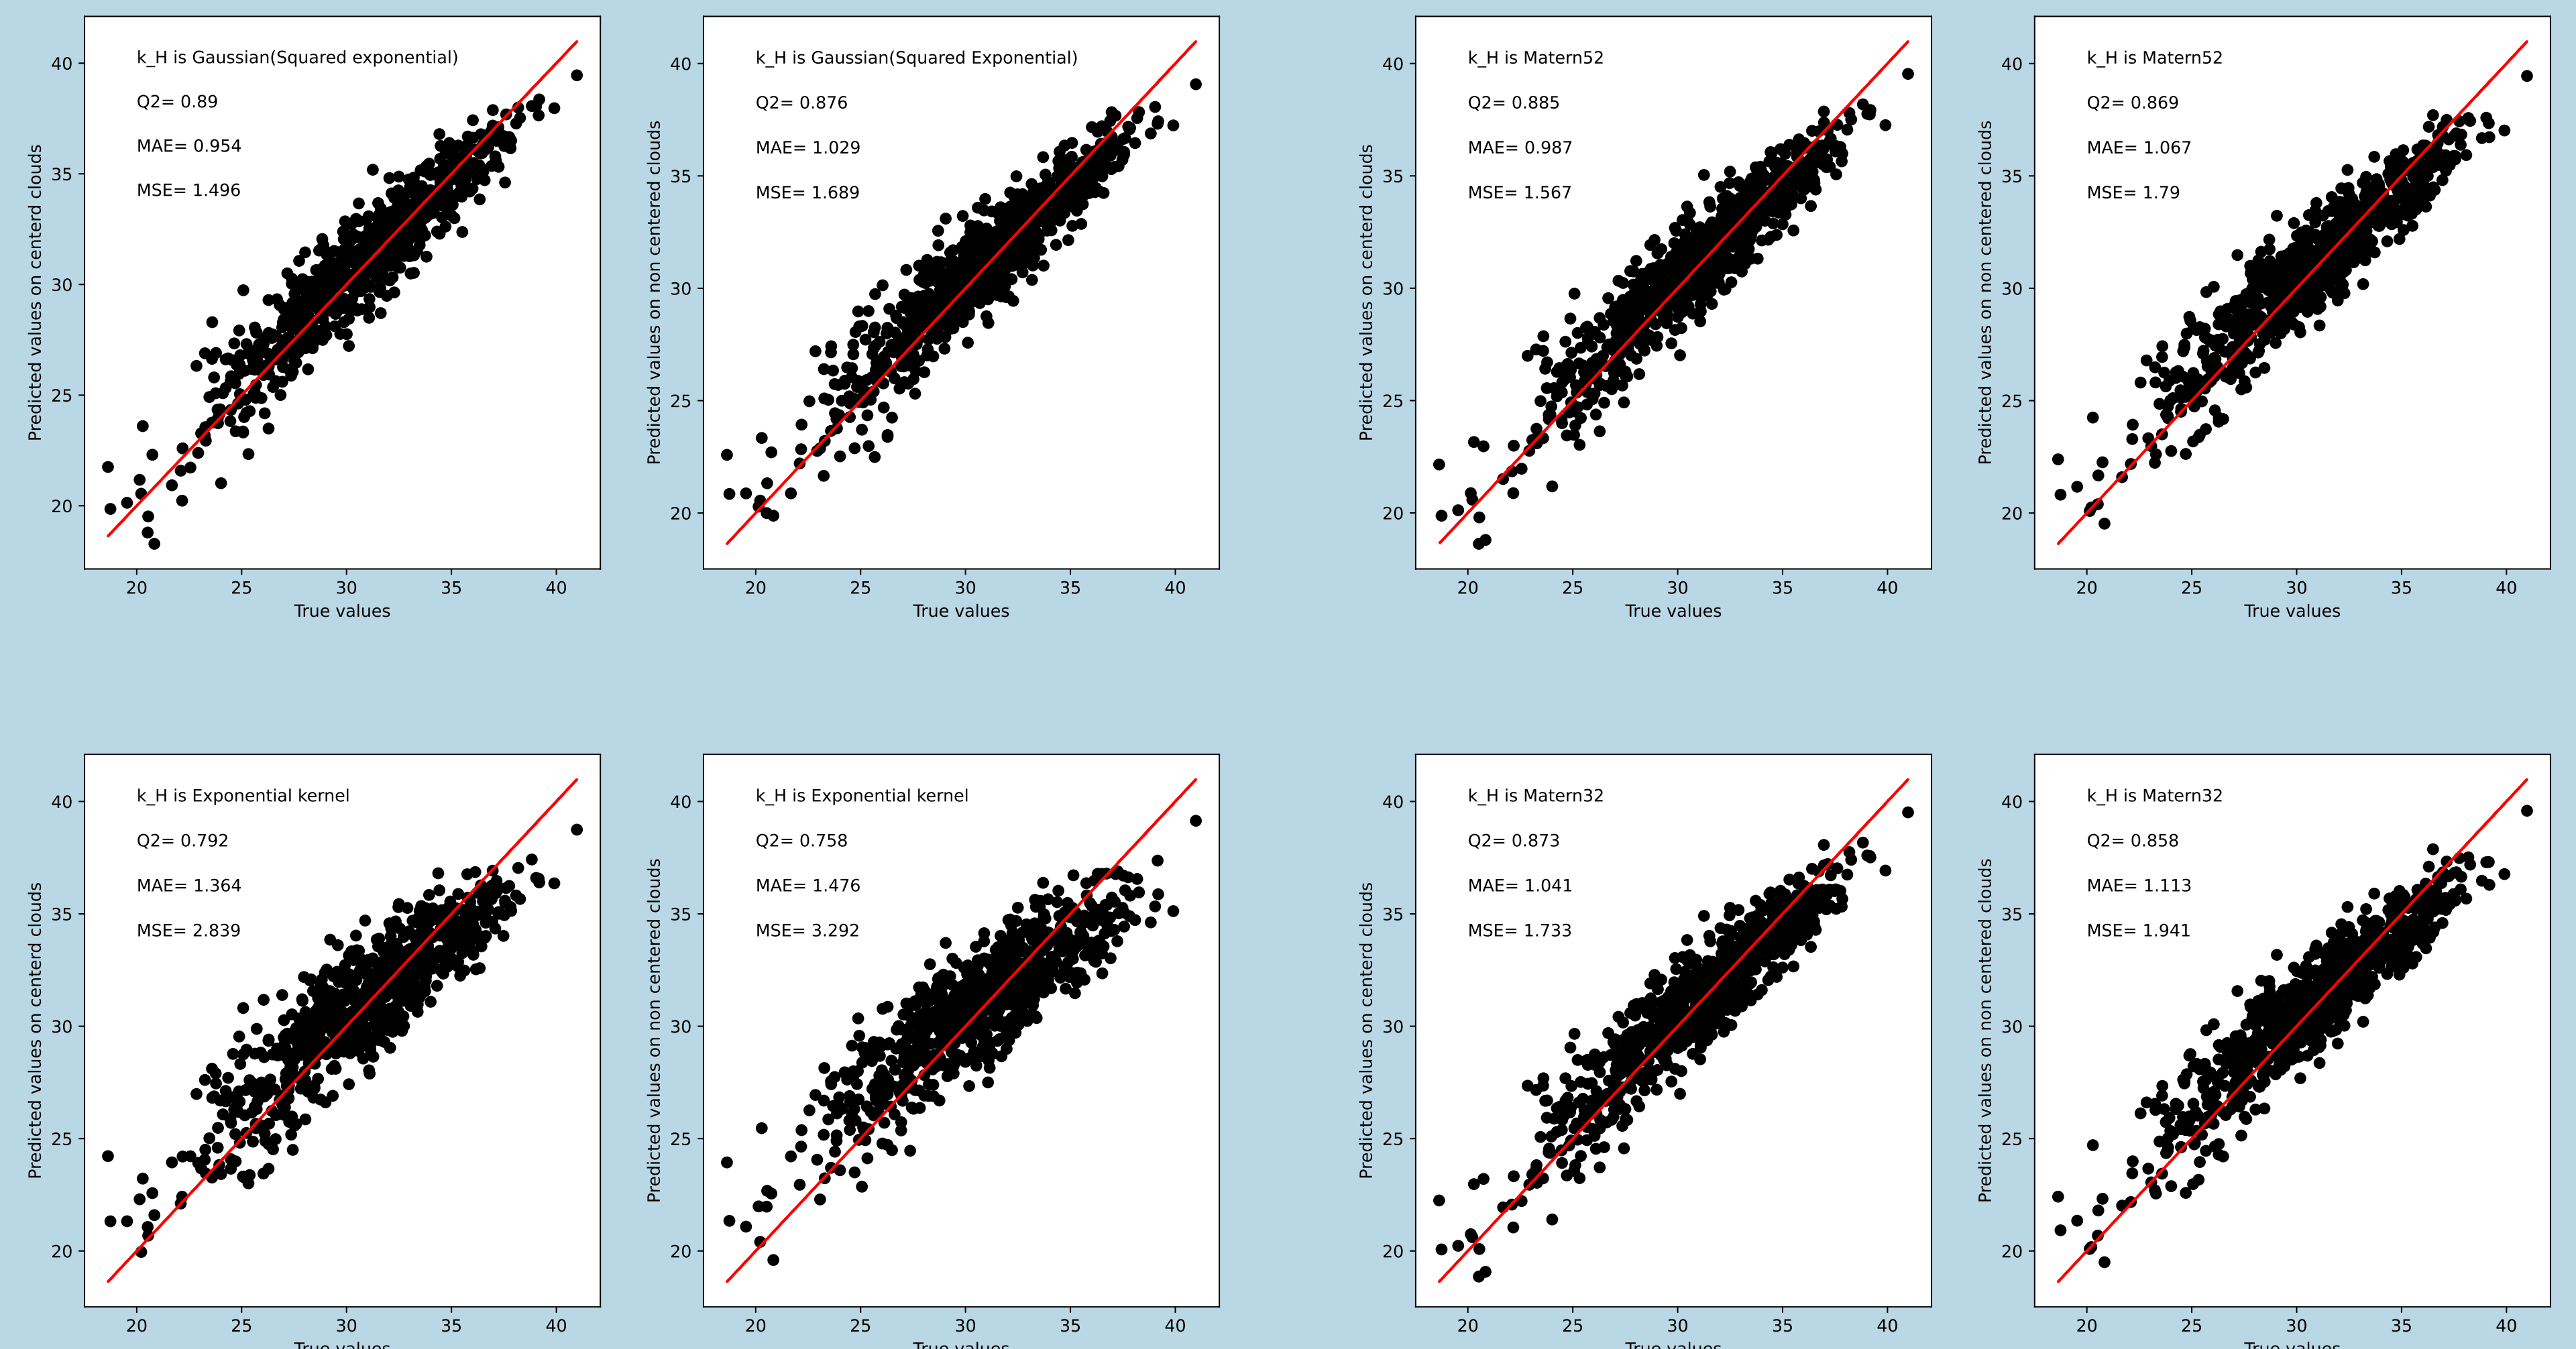 k_H is Gaussian(Squared exponential)
Q2= 0.89
MAE= 0.954
MSE= 1.496
Predicted values on centerd clouds
40
35
30
25
20
20 25 30 35 40
True values
k_H is Gaussian(Squared Exponential)
Q2= 0.876
MAE= 1.029
MSE= 1.689
Predicted values on non centered clouds
40
35
30
25
20
20 25 30 35 40
True values
k_H is Matern52
Q2= 0.885
MAE= 0.987
MSE= 1.567
Predicted values on centerd clouds
40
35
30
25
20
20 25 30 35 40
True values
k_H is Matern52
Q2= 0.869
MAE= 1.067
MSE= 1.79
Predicted values on non centered clouds
40
35
30
25
20
20 25 30 35 40
True values
k_H is Exponential kernel
Q2= 0.792
MAE= 1.364
MSE= 2.839
Predicted values on centerd clouds
40
35
30
25
20
20 25 30 35 40
True values
k_H is Exponential kernel
Q2= 0.758
MAE= 1.476
MSE= 3.292
Predicted values on non centered clouds
40
35
30
25
20
20 25 30 35 40
True values
k_H is Matern32
Q2= 0.873
MAE= 1.041
MSE= 1.733
Predicted values on centerd clouds
40
35
30
25
20
20 25 30 35 40
True values
k_H is Matern32
Q2= 0.858
MAE= 1.113
MSE= 1.941
Predicted values on non centered clouds
40
35
30
25
20
20 25 30 35 40
True values